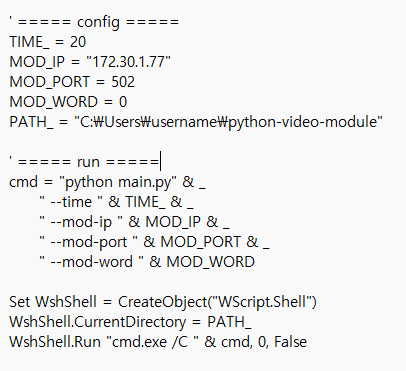 ' ===== config =====
TIME_ = 20
MOD_IP = "172.30.1.77"
MOD_PORT = 502
MOD_WORD = 0
PATH_ = "C:₩Users₩username₩python-video-module"
' ===== run =====
cmd = "python main.py" & _
" --time " & TIME_ & _
" --mod-ip " & MOD_IP & _
" --mod-port " & MOD_PORT & _
" --mod-word " & MOD_WORD
Set WshShell = CreateObject("WScript.Shell")
WshShell.CurrentDirectory = PATH_
WshShell.Run "cmd.exe /C " & cmd, 0, False